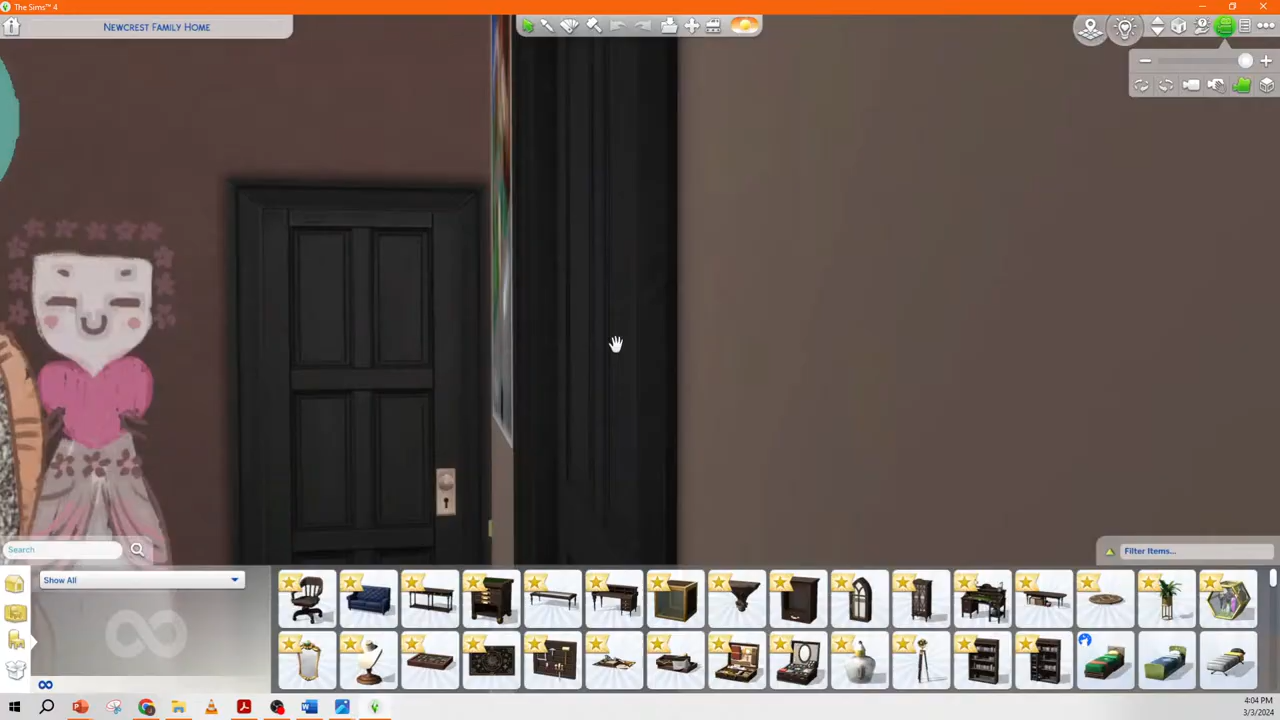 The Sims™ 4
Newcrest Family Home
Search
Filter Items...
Show All
4:04 PM
3/3/2024